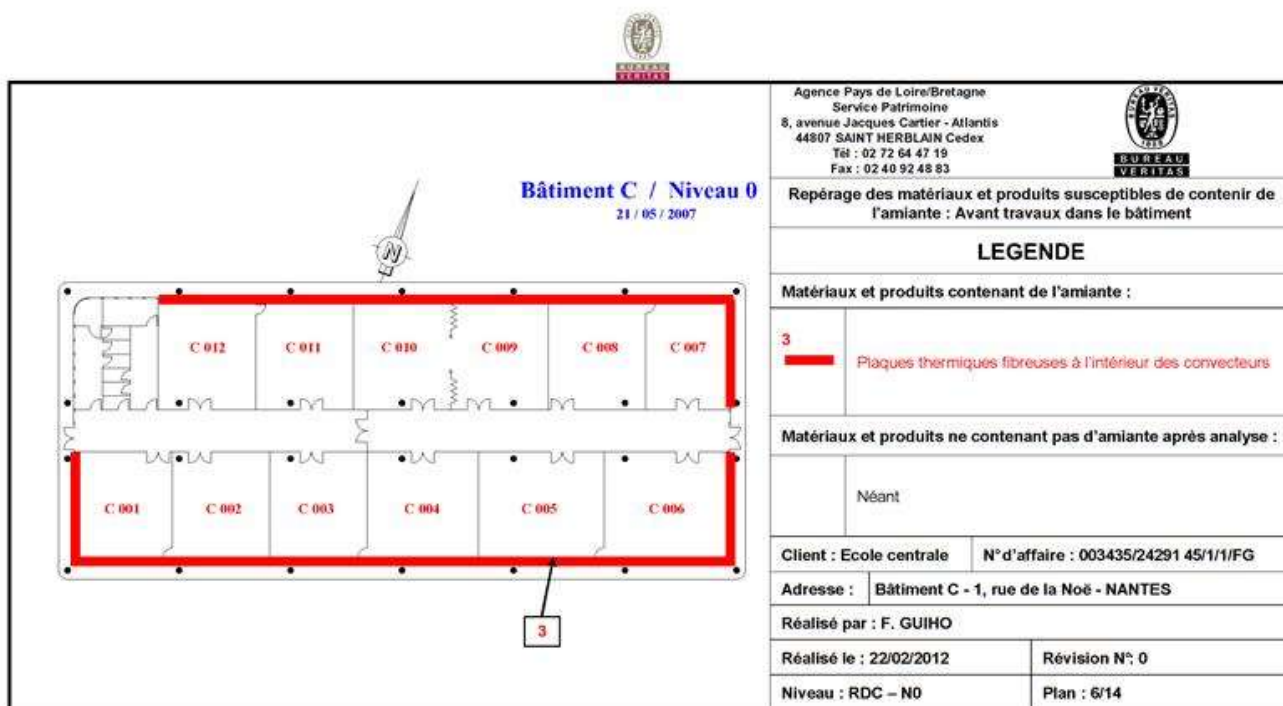 BUREAU
VERITAS
Bâtiment C / Niveau 0
21 / 05 / 2007
N
C 012
C 011
C 010
C 009
C 008
C 007
C 001
C 002
C 003
C 004
C 005
C 006
3
Agence Pays de Loire/Bretagne
Service Patrimoine
8, avenue Jacques Cartier - Atlantis
44807 SAINT HERBLAIN Cedex
Tél : 02 72 64 47 19
Fax : 02 40 92 48 83
BUREAU VERITAS
1828
BUREAU
VERITAS
Repérage des matériaux et produits susceptibles de contenir de
l'amiante : Avant travaux dans le bâtiment
LEGENDE
Matériaux et produits contenant de l'amiante :
3
Plaques thermiques fibreuses à l'intérieur des convecteurs
Matériaux et produits ne contenant pas d'amiante après analyse :
Néant
Client : Ecole centrale
N° d'affaire : 003435/24291 45/1/1/FG
Adresse : Bâtiment C - 1, rue de la Noë - NANTES
Réalisé par : F. GUIHO
Réalisé le : 22/02/2012
Révision N°: 0
Niveau : RDC – N0
Plan : 6/14